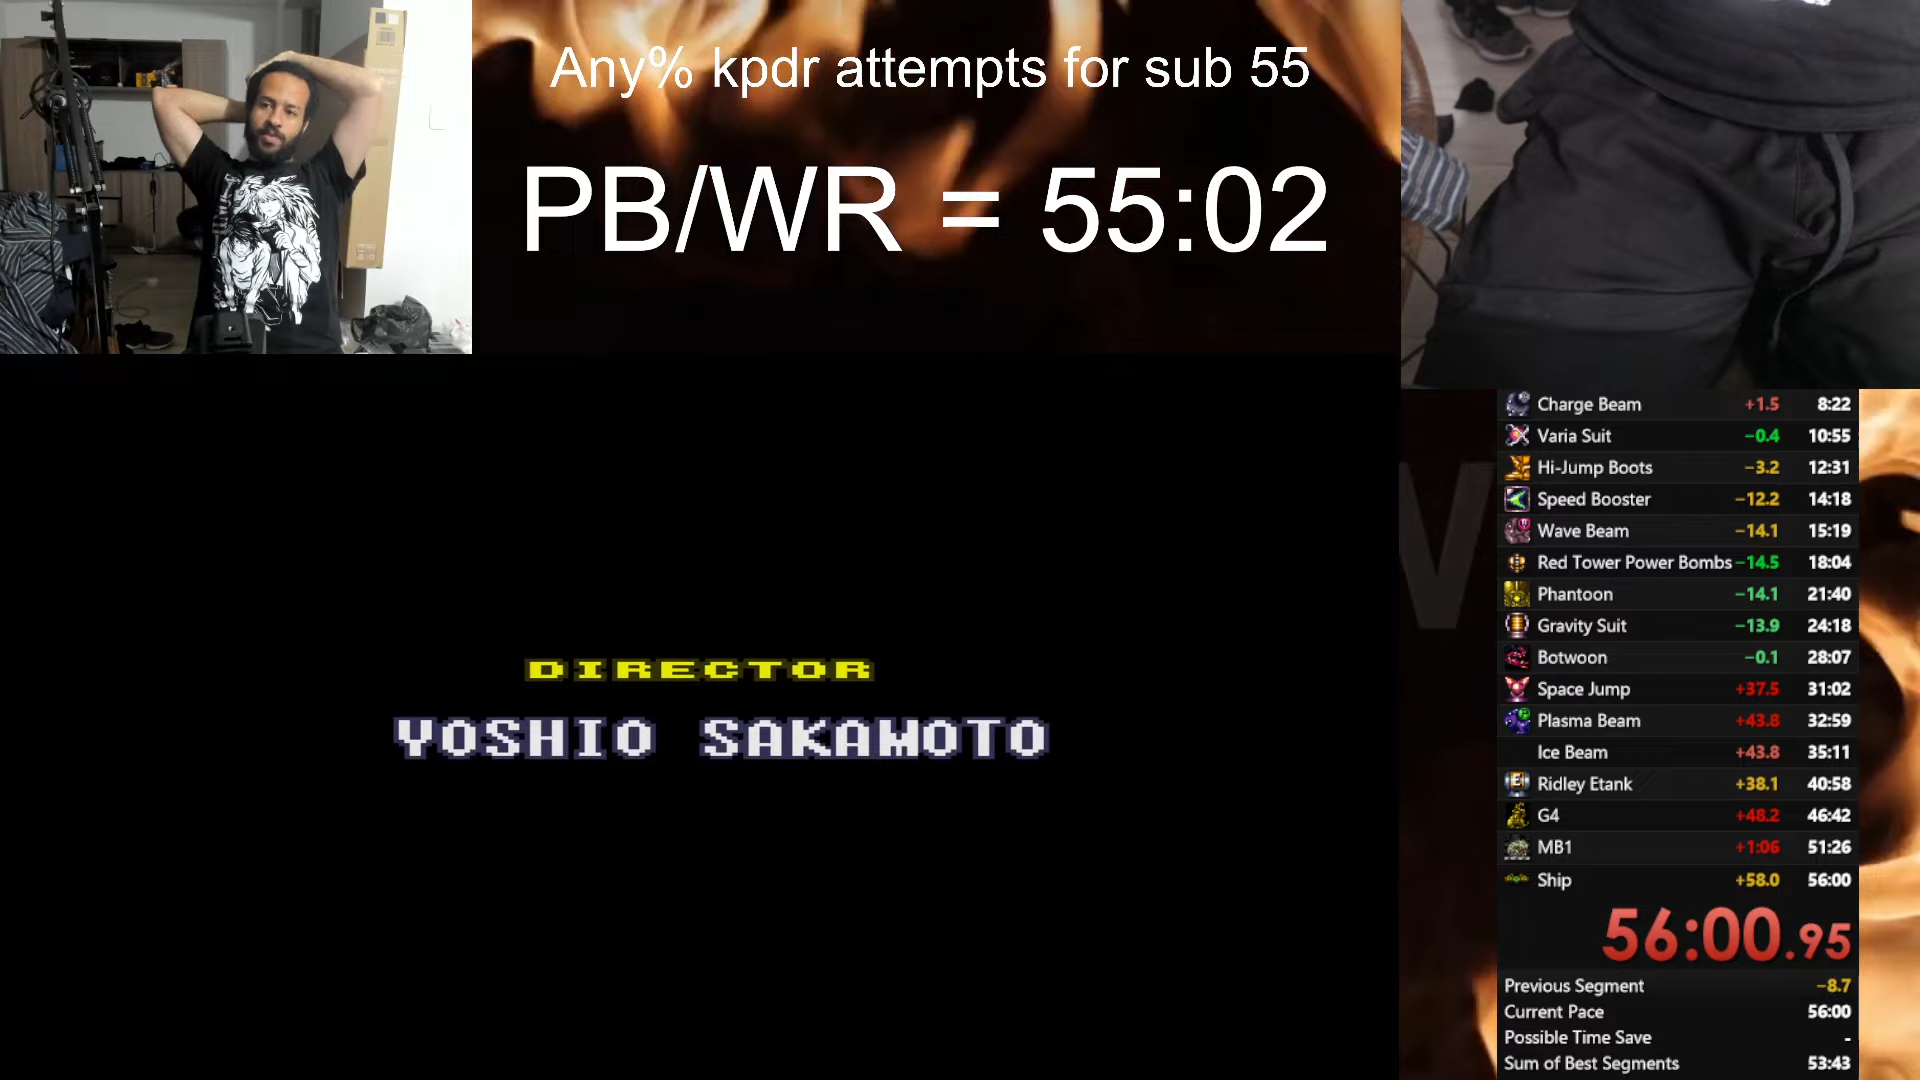 Any% kpdr attempts for sub 55
PB/WR = 55:02
Charge Beam +1.5 8:22
Varia Suit −0.4 10:55
Hi-Jump Boots −3.2 12:31
Speed Booster −12.2 14:18
Wave Beam −14.1 15:19
Red Tower Power Bombs −14.5 18:04
Phantoon −14.1 21:40
Gravity Suit −13.9 24:18
Botwoon −0.1 28:07
Space Jump +37.5 31:02
Plasma Beam +43.8 32:59
Ice Beam +43.8 35:11
Ridley Etank +38.1 40:58
G4 +48.2 46:42
MB1 +1:06 51:26
Ship +58.0 56:00
56:00.95
Previous Segment −8.7
Current Pace 56:00
Possible Time Save -
Sum of Best Segments 53:43
DIRECTOR
YOSHIO SAKAMOTO